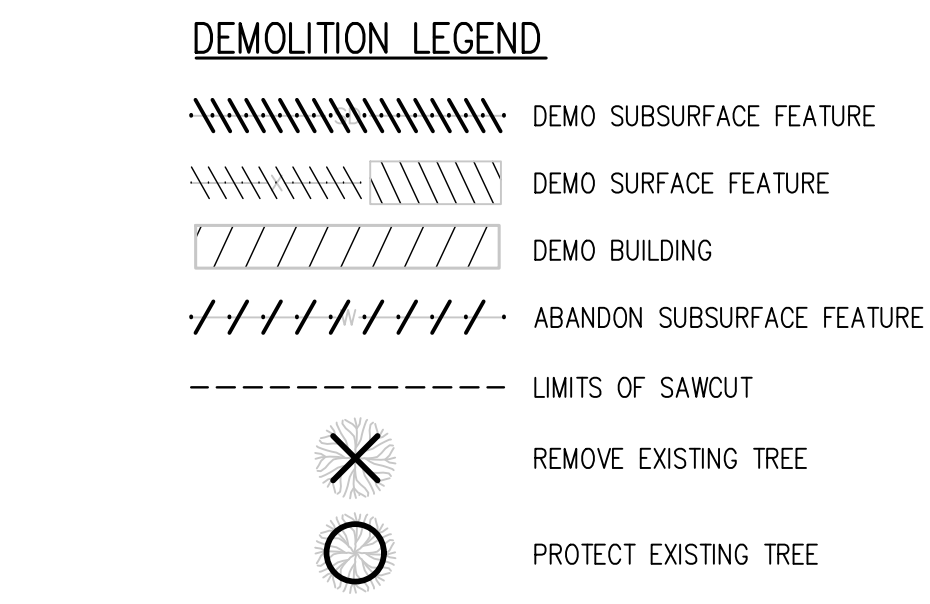 DEMOLITION LEGEND
SD DEMO SUBSURFACE FEATURE
X DEMO SURFACE FEATURE
DEMO BUILDING
W ABANDON SUBSURFACE FEATURE
LIMITS OF SAWCUT
REMOVE EXISTING TREE
PROTECT EXISTING TREE